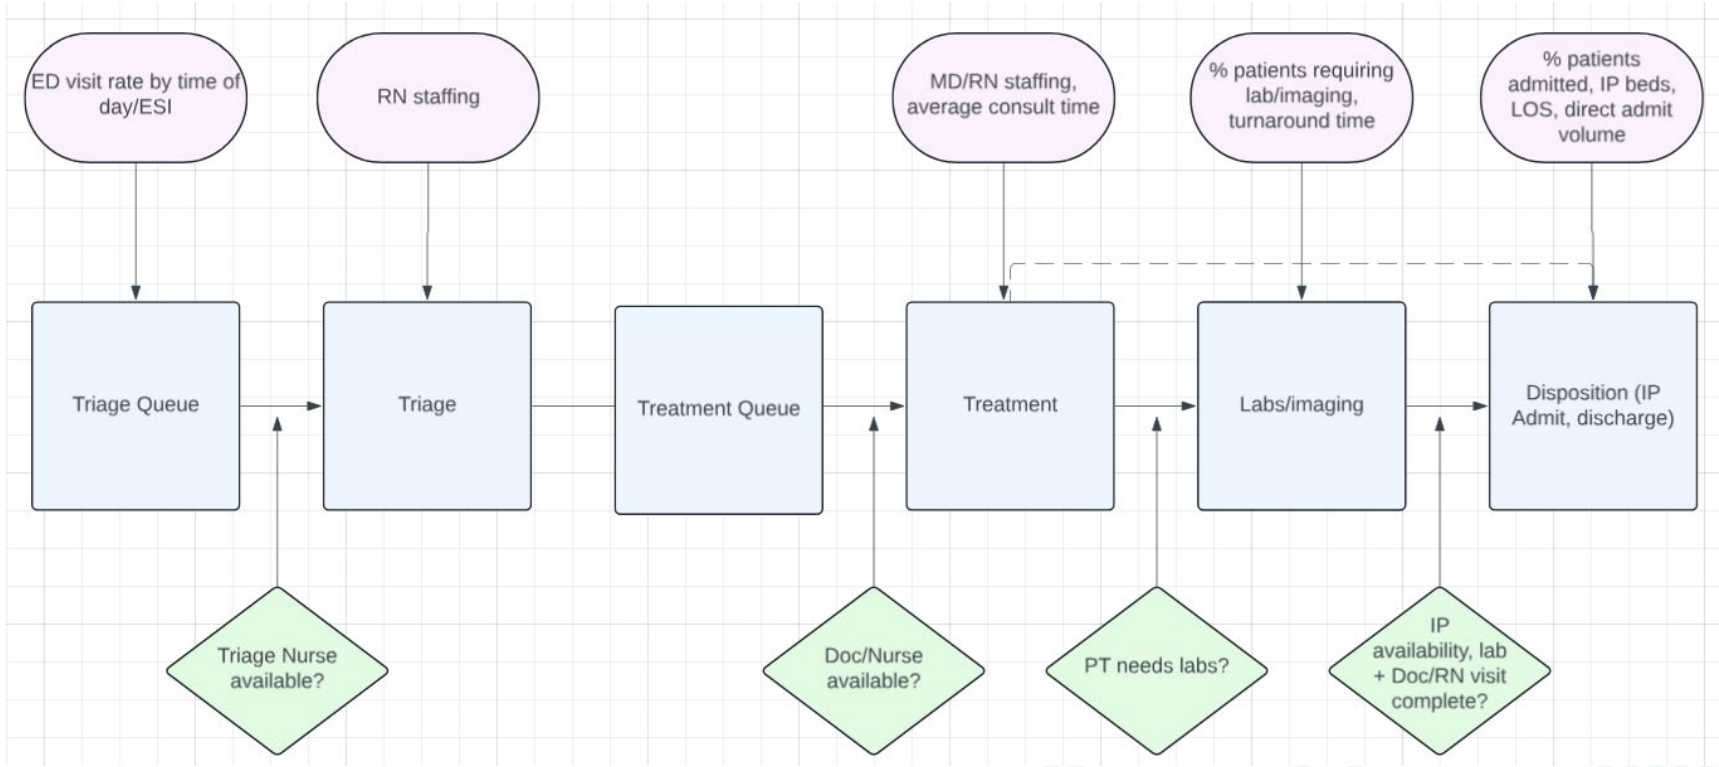 ED visit rate by time of
day/ESI
RN staffing
MD/RN staffing,
average consult time
% patients requiring
lab/imaging,
turnaround time
% patients
admitted, IP beds,
LOS, direct admit
volume
Triage Queue
Triage
Treatment Queue
Treatment
Labs/imaging
Disposition (IP
Admit, discharge)
Triage Nurse
available?
Doc/Nurse
available?
PT needs labs?
IP
availability, lab
+ Doc/RN visit
complete?